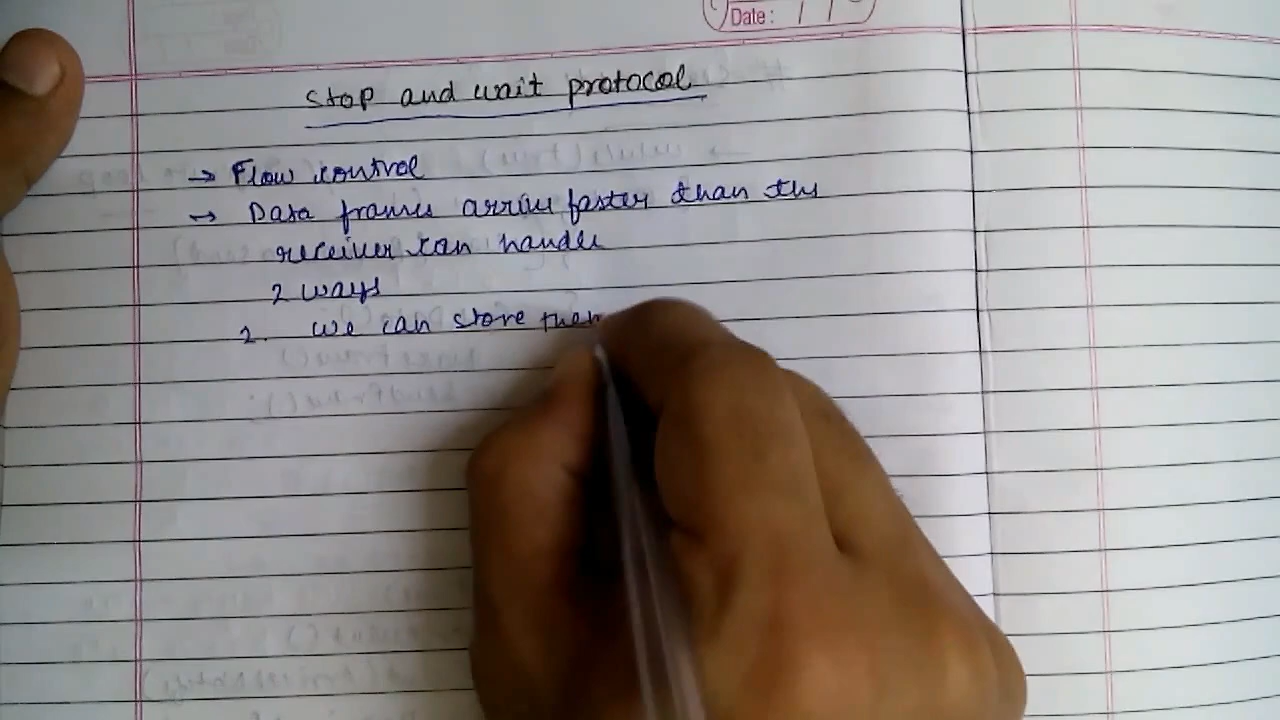 Date : / /
Stop and wait protocol
→ Flow control
→ Data frames arrive faster than the
receiver can handle
2 ways
2. we can store them